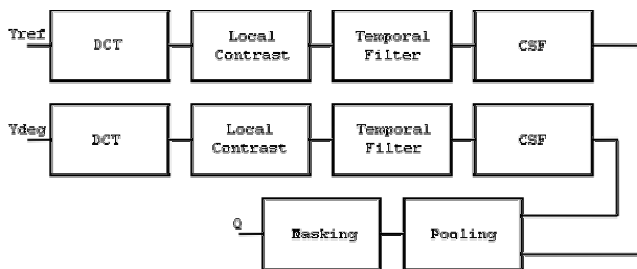 Yref
DCT
Local
Contrast
Temporal
Filter
CSF
Ydeg
DCT
Local
Contrast
Temporal
Filter
CSF
Q
Masking
Pooling